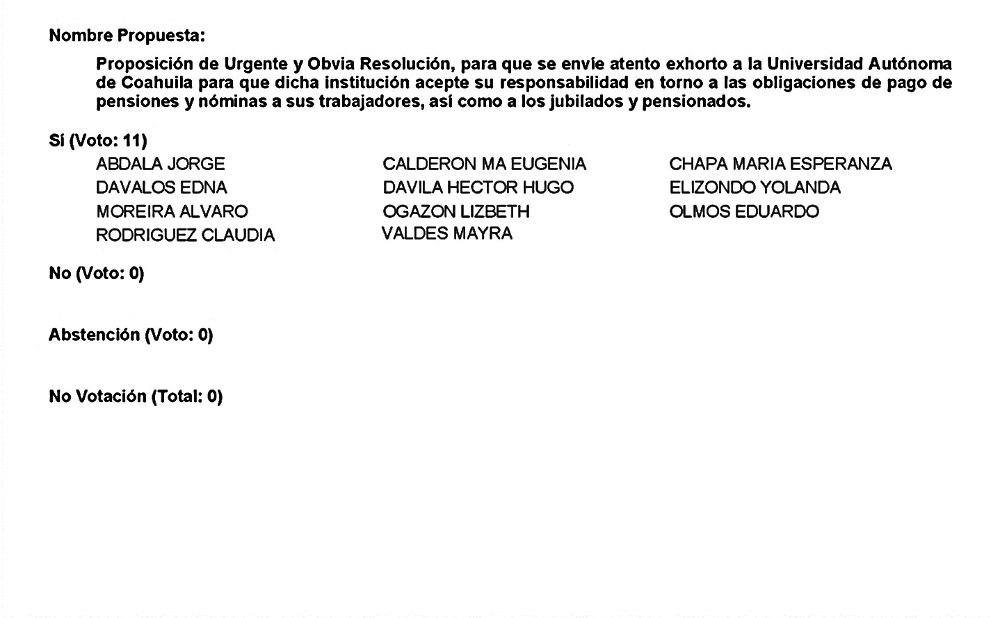 Nombre Propuesta:
Proposición de Urgente y Obvia Resolución, para que se envíe atento exhorto a la Universidad Autónoma
de Coahuila para que dicha institución acepte su responsabilidad en torno a las obligaciones de pago de
pensiones y nóminas a sus trabajadores, así como a los jubilados y pensionados.
Sí (Voto: 11)
ABDALA JORGE CALDERON MA EUGENIA CHAPA MARIA ESPERANZA
DAVALOS EDNA DAVILA HECTOR HUGO ELIZONDO YOLANDA
MOREIRA ALVARO OGAZON LIZBETH OLMOS EDUARDO
RODRIGUEZ CLAUDIA VALDES MAYRA
No (Voto: 0)
Abstención (Voto: 0)
No Votación (Total: 0)